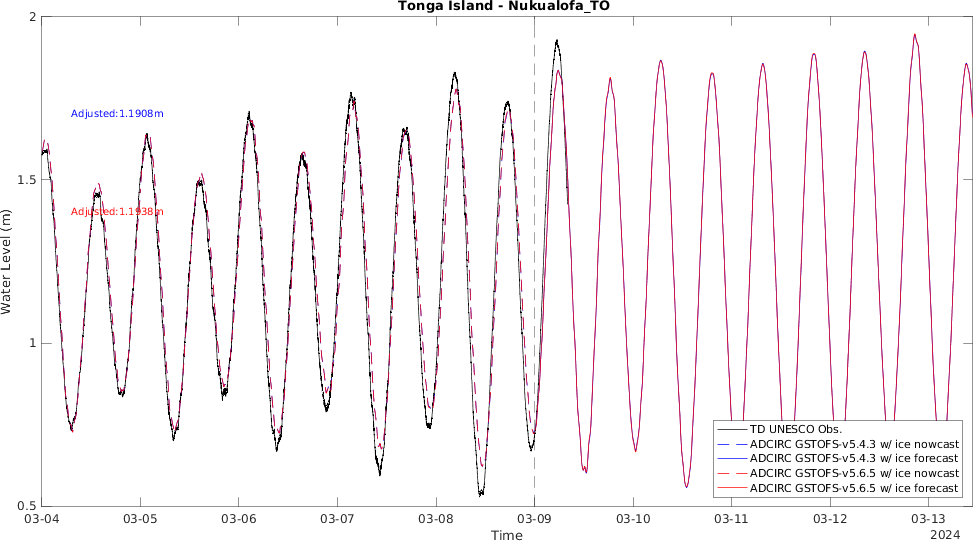 Tonga Island - Nukualofa_TO
Water Level (m)
2
1.5
1
0.5
Adjusted:1.1908m
Adjusted:1.1938m
TD UNESCO Obs.
ADCIRC GSTOFS-v5.4.3 w/ ice nowcast
ADCIRC GSTOFS-v5.4.3 w/ ice forecast
ADCIRC GSTOFS-v5.6.5 w/ ice nowcast
ADCIRC GSTOFS-v5.6.5 w/ ice forecast
03-04 03-05 03-06 03-07 03-08 03-09 03-10 03-11 03-12 03-13
Time
2024